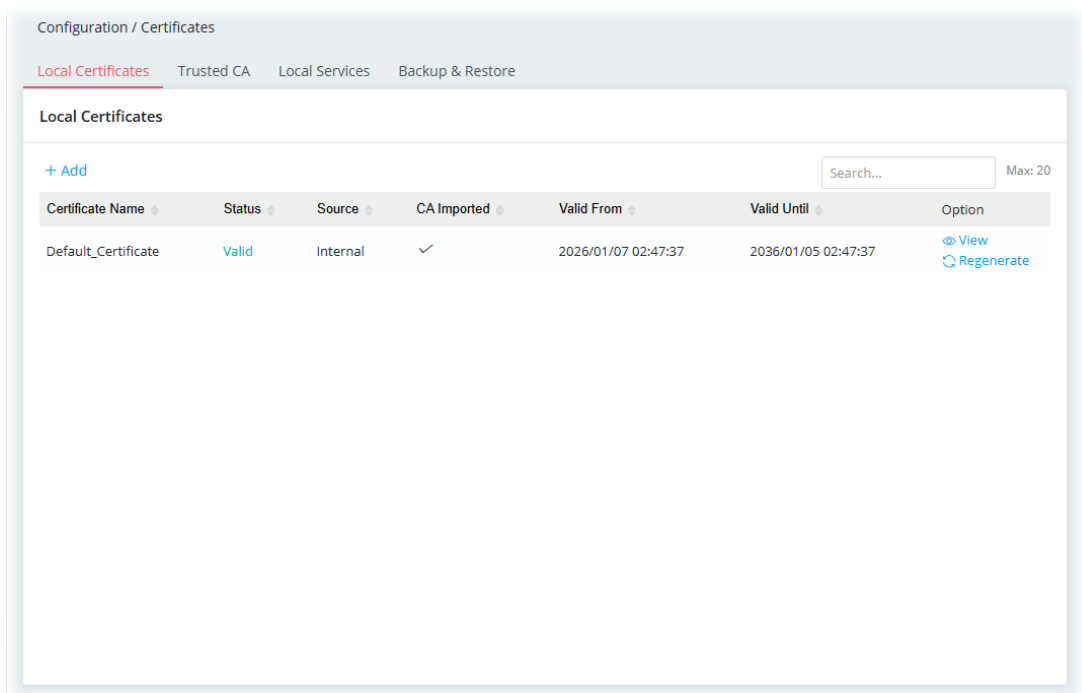 Configuration / Certificates
Local Certificates Trusted CA Local Services Backup & Restore
Local Certificates
+ Add Search... Max: 20
Certificate Name Status Source CA Imported Valid From Valid Until Option
Default_Certificate Valid Internal ✓ 2026/01/07 02:47:37 2036/01/05 02:47:37 View
Regenerate